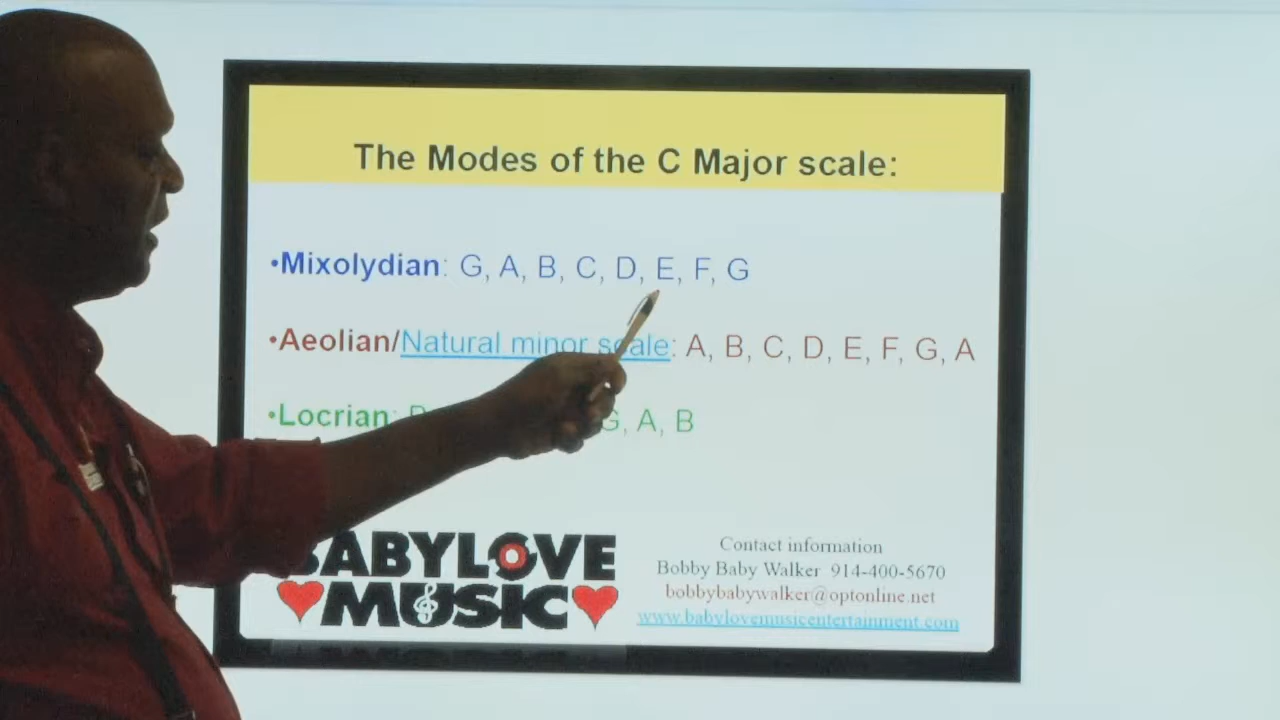 The Modes of the C Major scale:
•Mixolydian: G, A, B, C, D, E, F, G
•Aeolian/Natural minor scale: A, B, C, D, E, F, G, A
•Locrian: G, A, B
BABYLOVE
MUSIC
Contact information
Bobby Baby Walker 914-400-5670
bobbybabywalker@optonline.net
www.babylovemusicentertainment.com